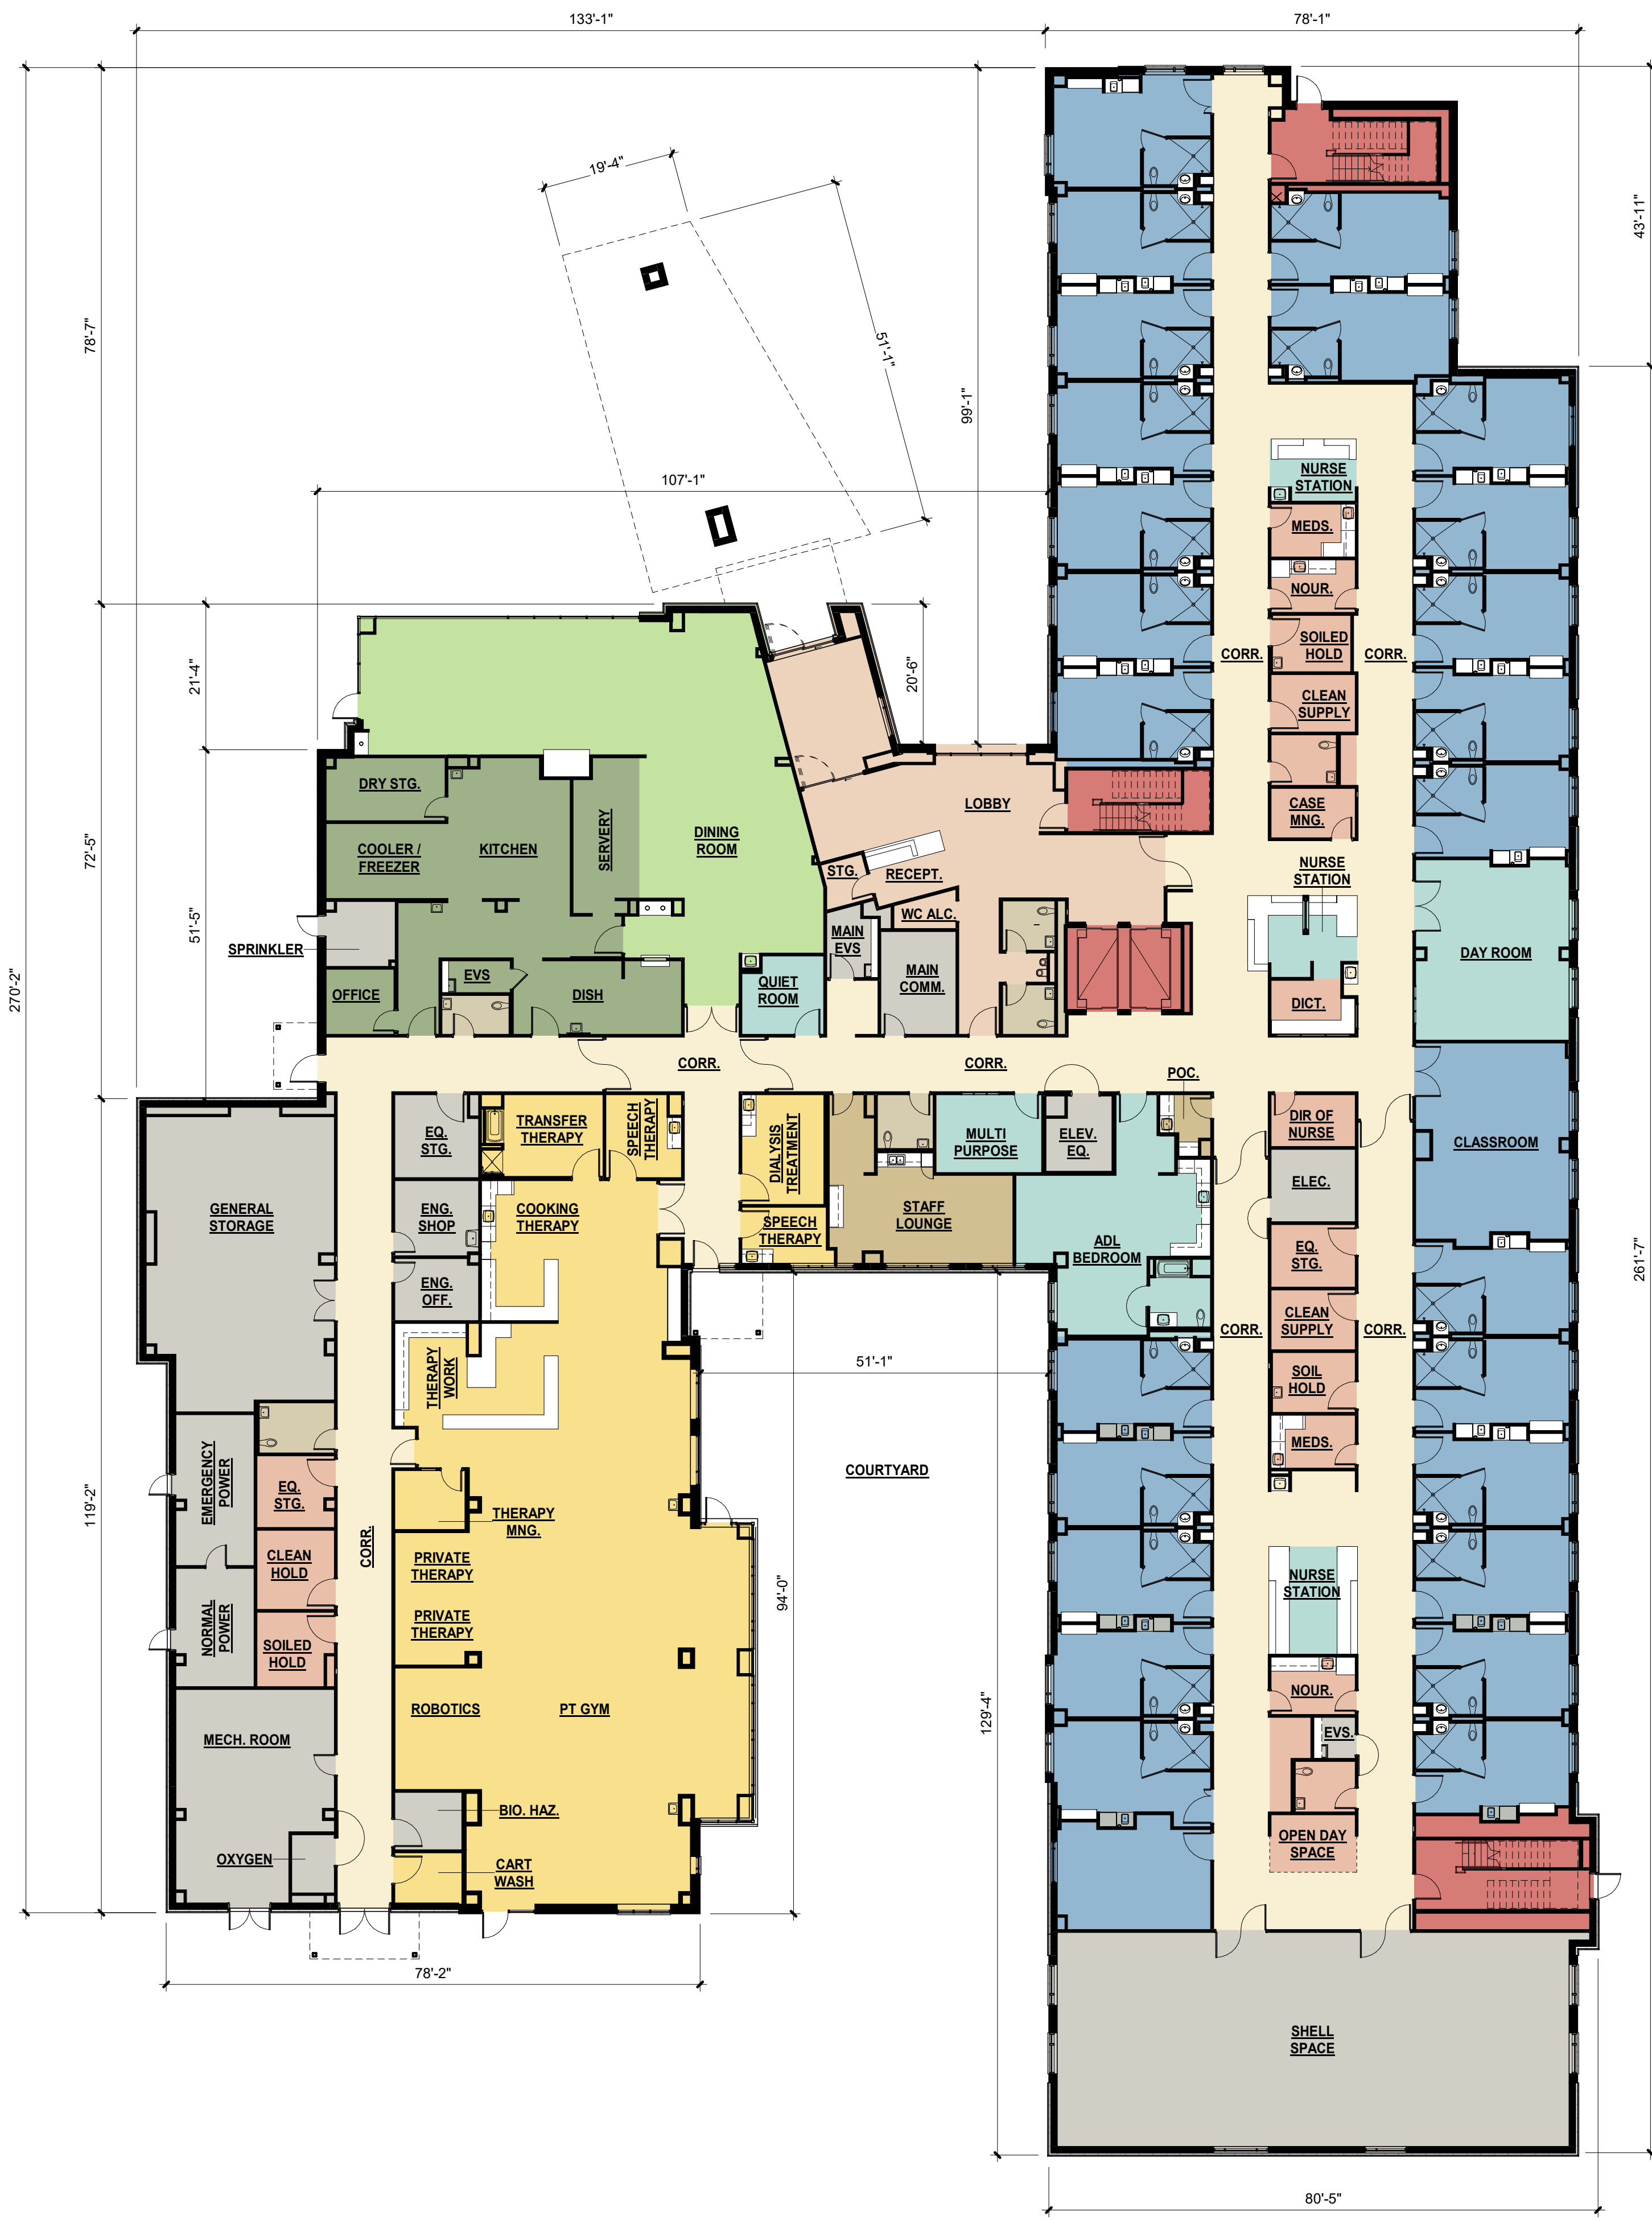 133'-1"
78'-1"
19'-4"
43'-11"
78'-7"
51'-1"
99'-1"
107'-1"
NURSE
STATION
MEDS.
NOUR.
SOILED
HOLD
CORR.
CORR.
21'-4"
20'-6"
CLEAN
SUPPLY
DRY STG.
LOBBY
CASE
MNG.
72'-5"
COOLER /
FREEZER
KITCHEN
SERVERY
DINING
ROOM
STG.
RECEPT.
NURSE
STATION
51'-5"
WC ALC.
MAIN
EVS
SPRINKLER
DAY ROOM
270'-2"
EVS
OFFICE
DISH
QUIET
ROOM
MAIN
COMM.
DICT.
CORR.
CORR.
POC.
EQ.
STG.
TRANSFER
THERAPY
SPEECH
THERAPY
DIALYSIS
TREATMENT
MULTI
PURPOSE
ELEV.
EQ.
DIR OF
NURSE
CLASSROOM
ELEC.
GENERAL
STORAGE
ENG.
SHOP
COOKING
THERAPY
SPEECH
THERAPY
STAFF
LOUNGE
ADL
BEDROOM
EQ.
STG.
261'-7"
ENG.
OFF.
CLEAN
SUPPLY
CORR.
CORR.
THERAPY
WORK
51'-1"
SOIL
HOLD
MEDS.
COURTYARD
EMERGENCY
POWER
EQ.
STG.
119'-2"
THERAPY
MNG.
CORR.
CLEAN
HOLD
PRIVATE
THERAPY
94'-0"
NURSE
STATION
NORMAL
POWER
PRIVATE
THERAPY
SOILED
HOLD
NOUR.
ROBOTICS
PT GYM
129'-4"
MECH. ROOM
EVS.
BIO. HAZ.
OPEN DAY
SPACE
OXYGEN
CART
WASH
78'-2"
SHELL
SPACE
80'-5"